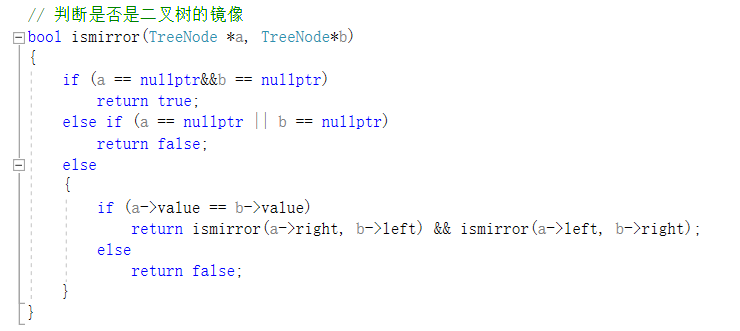 // 判断是否是二叉树的镜像
bool ismirror(TreeNode *a, TreeNode*b)
{
    if (a == nullptr&&b == nullptr)
        return true;
    else if (a == nullptr || b == nullptr)
        return false;
    else
    {
        if (a->value == b->value)
            return ismirror(a->right, b->left) && ismirror(a->left, b->right);
        else
            return false;
    }
}